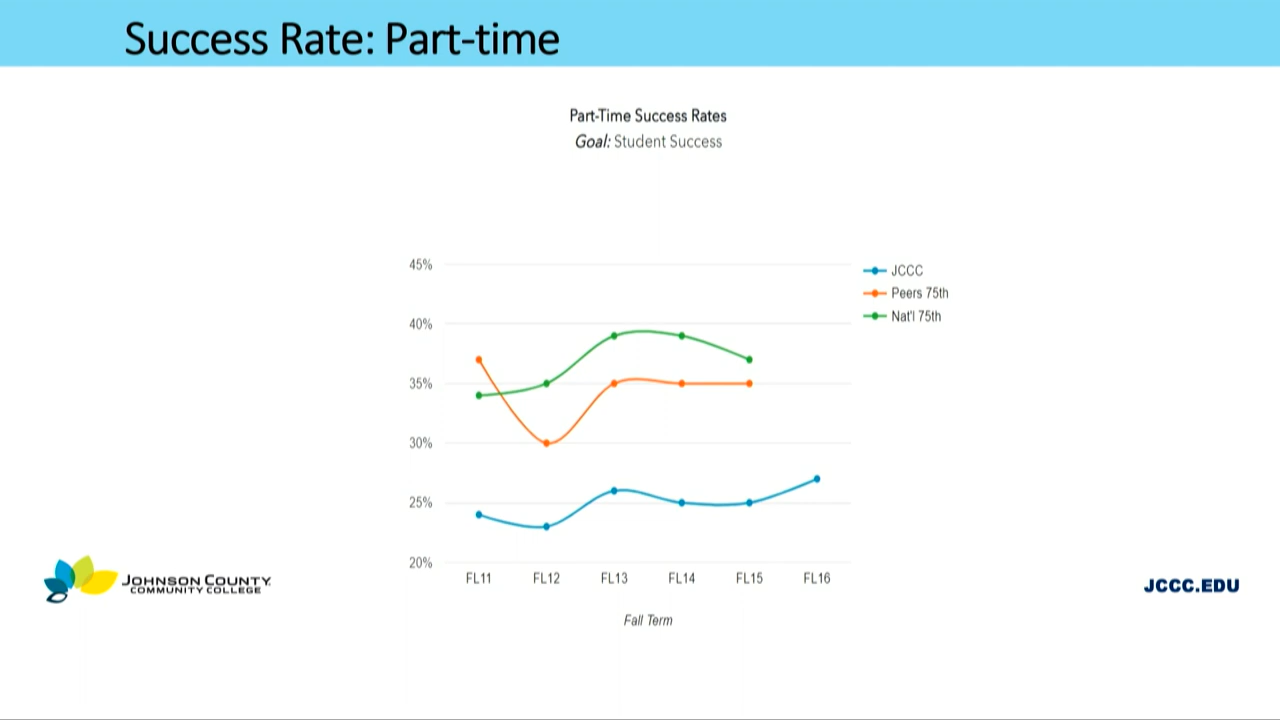 Success Rate: Part-time
Part-Time Success Rates
Goal: Student Success
45%
40%
35%
30%
25%
20%
JCCC
Peers 75th
Nat'l 75th
FL11 FL12 FL13 FL14 FL15 FL16
Fall Term
JOHNSON COUNTY
COMMUNITY COLLEGE
JCCC.EDU